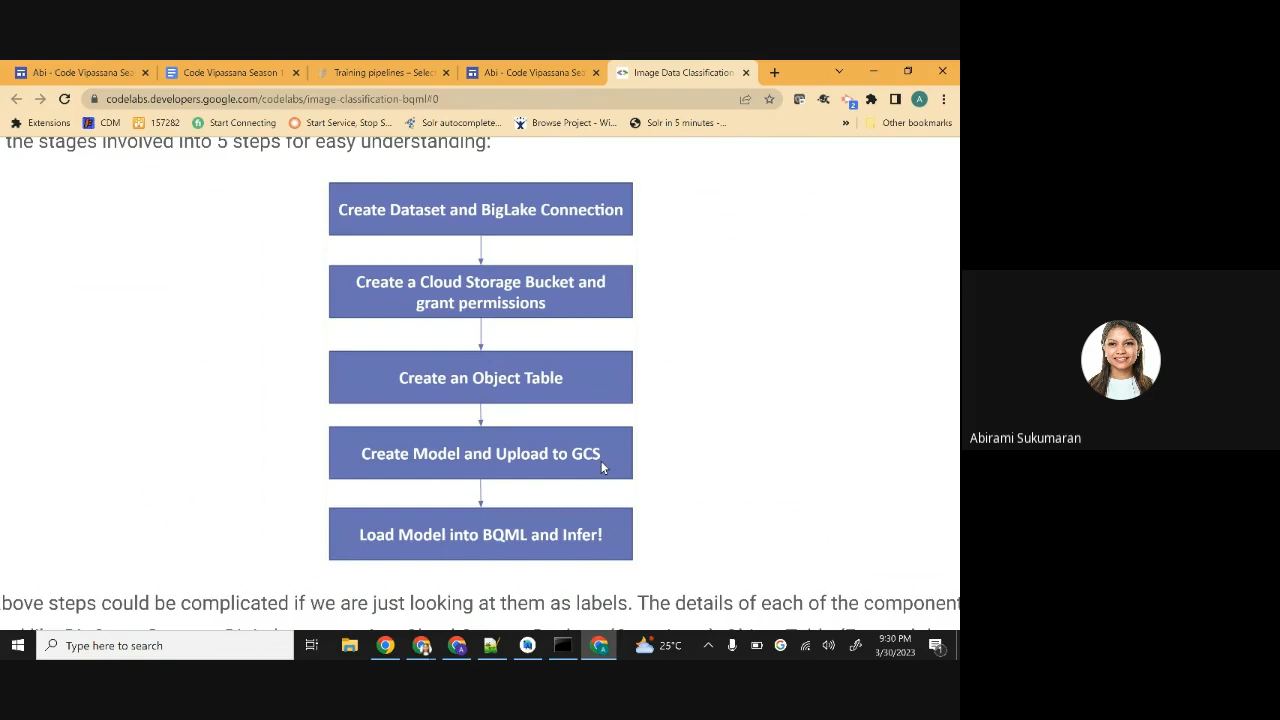 Abi - Code Vipassana Sea
Code Vipassana Season 1
Training pipelines – Selec
Abi - Code Vipassana Sea
Image Data Classification
codelabs.developers.google.com/codelabs/image-classification-bqml#0
Extensions
CDM
157282
Start Connecting
Start Service, Stop S...
Solr autocomplete...
Browse Project - Wi...
Solr in 5 minutes -...
Other bookmarks
the stages involved into 5 steps for easy understanding:
Create Dataset and BigLake Connection
Create a Cloud Storage Bucket and
grant permissions
Create an Object Table
Create Model and Upload to GCS
Load Model into BQML and Infer!
Abirami Sukumaran
bove steps could be complicated if we are just looking at them as labels. The details of each of the component
Type here to search
25°C
9:30 PM
3/30/2023